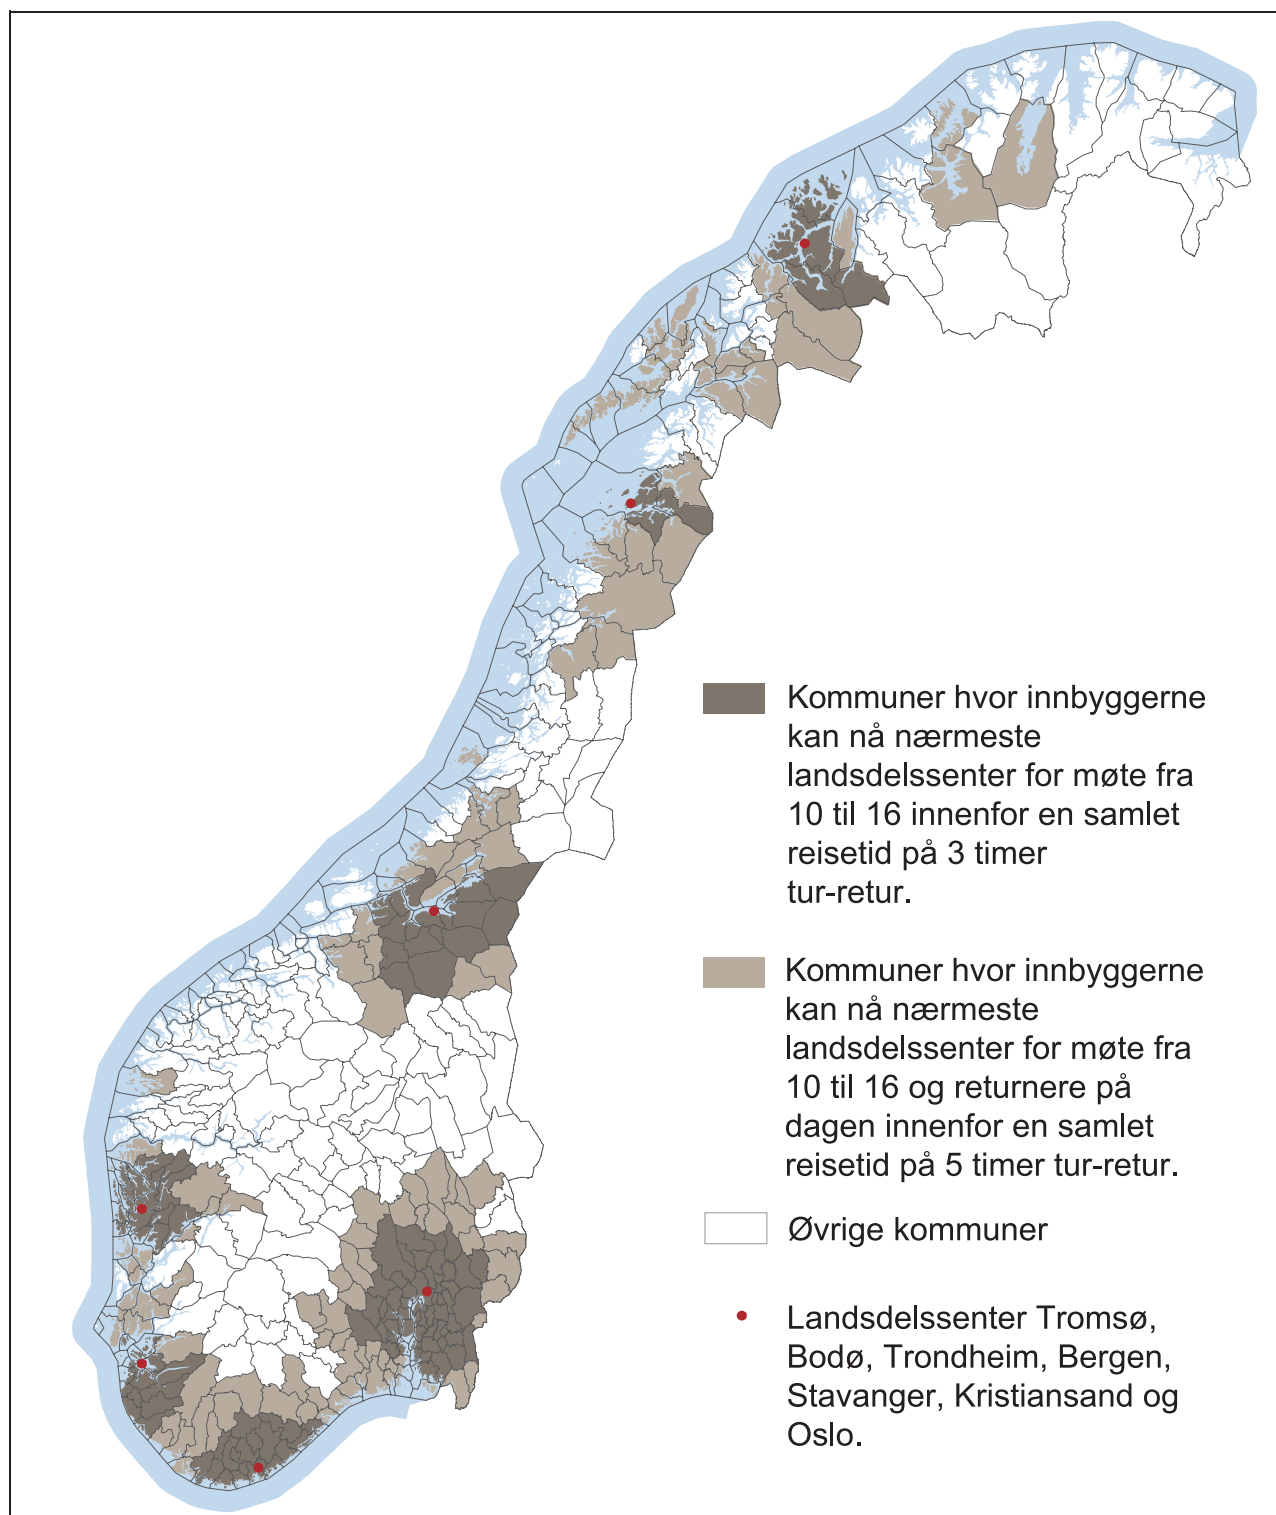 Kommuner hvor innbyggerne
kan nå nærmeste
landsdelssenter for møte fra
10 til 16 innenfor en samlet
reisetid på 3 timer
tur-retur.
Kommuner hvor innbyggerne
kan nå nærmeste
landsdelssenter for møte fra
10 til 16 og returnere på
dagen innenfor en samlet
reisetid på 5 timer tur-retur.
Øvrige kommuner
Landsdelssenter Tromsø,
Bodø, Trondheim, Bergen,
Stavanger, Kristiansand og
Oslo.